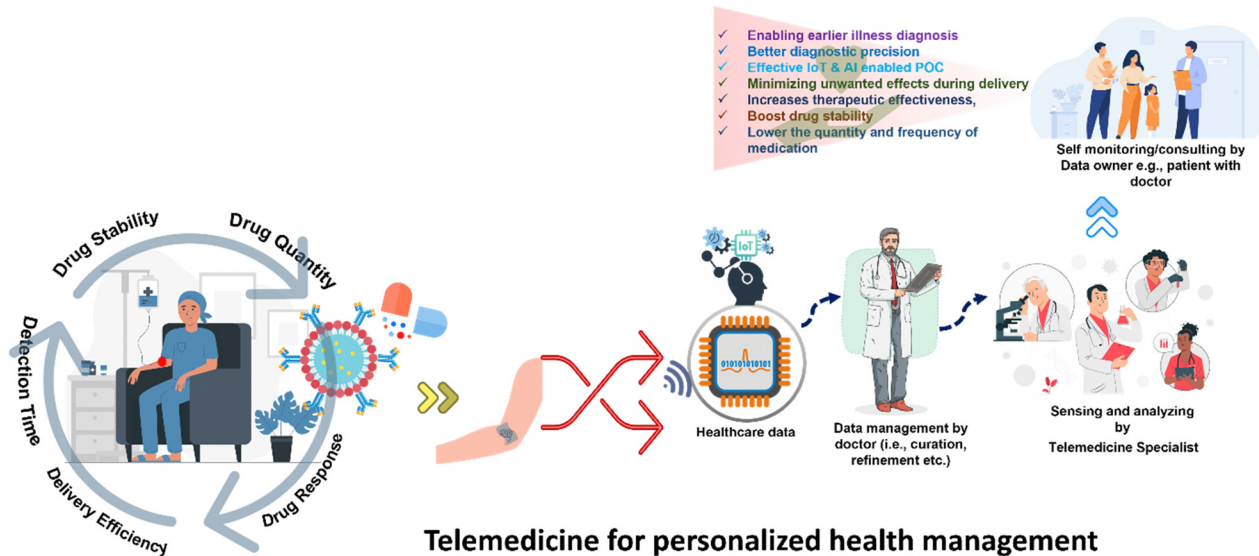 Enabling earlier illness diagnosis
Better diagnostic precision
Effective IoT & AI enabled POC
Minimizing unwanted effects during delivery
Increases therapeutic effectiveness,
Boost drug stability
Lower the quantity and frequency of
medication
Self monitoring/consulting by
Data owner e.g., patient with
doctor
Drug Stability
Drug Quantity
Detection Time
Delivery Efficiency
Drug Response
IoT
010101010101
Healthcare data
Data management by
doctor (i.e., curation,
refinement etc.)
Sensing and analyzing
by
Telemedicine Specialist
Telemedicine for personalized health management